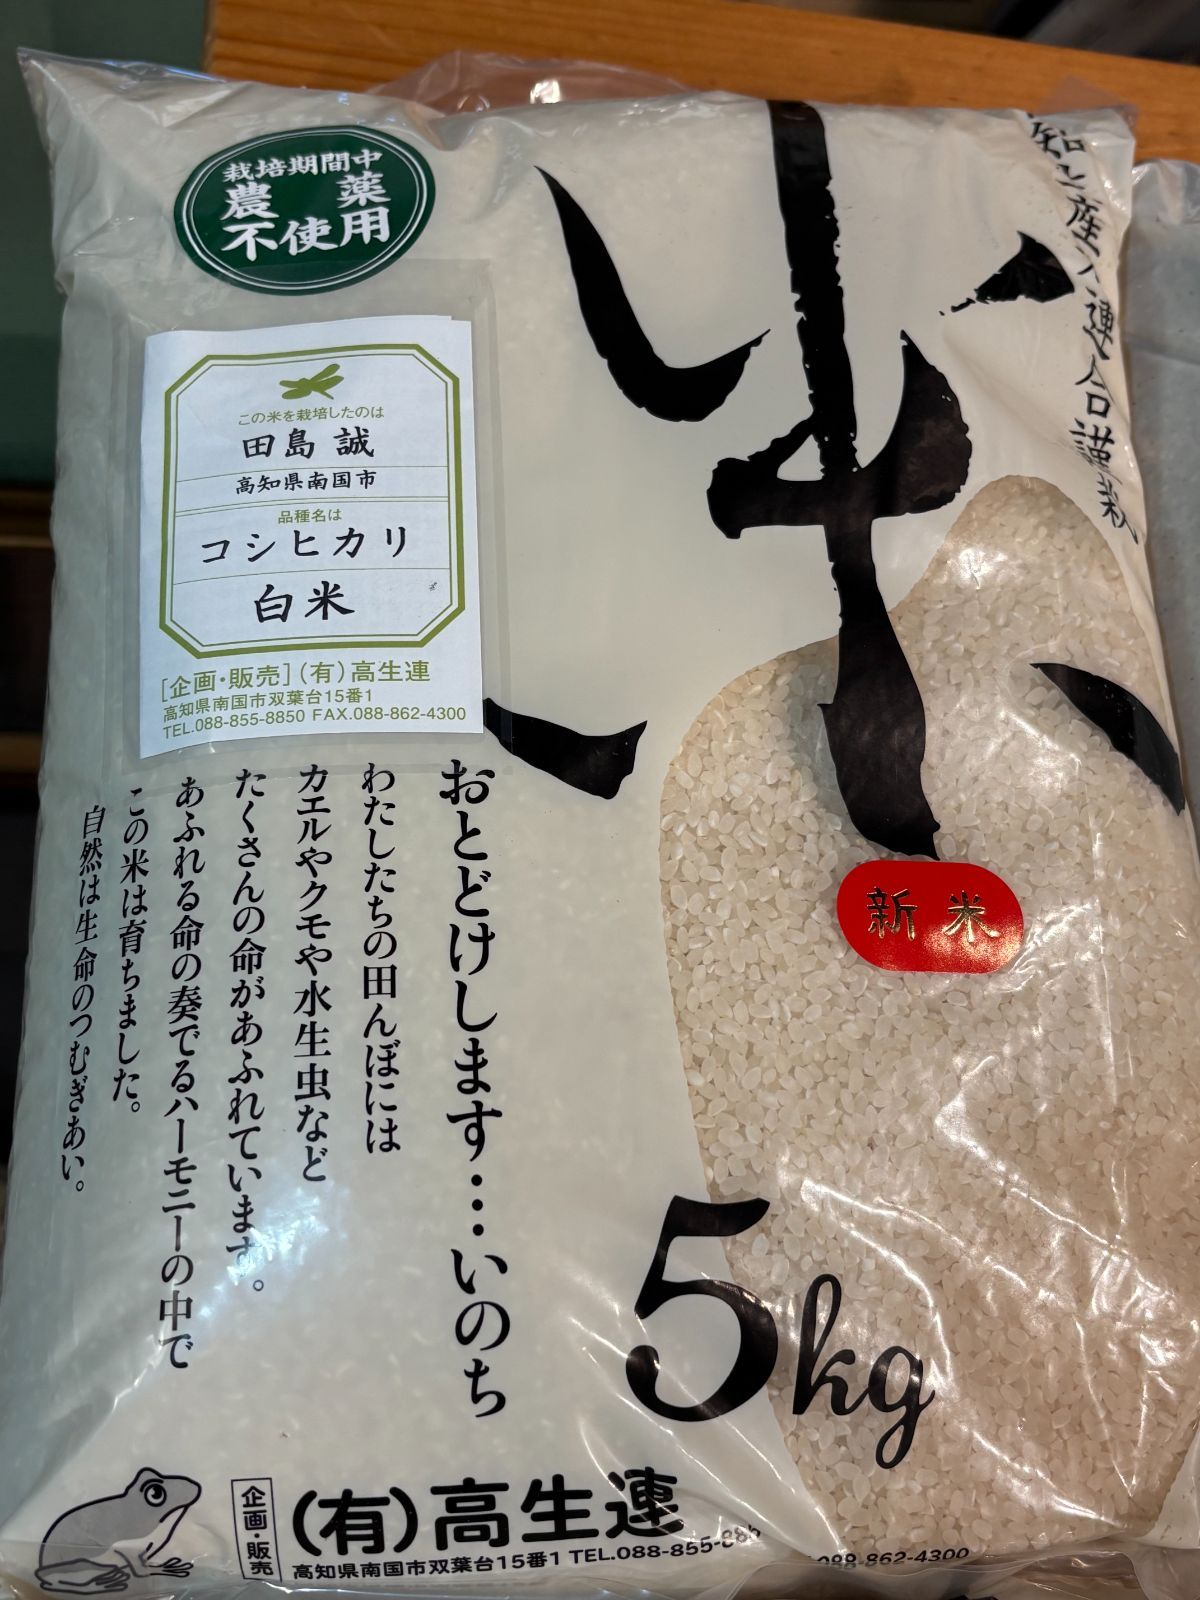 栽培期間中
農薬
不使用
この米を栽培したのは
田島 誠
高知県南国市
品種名は
コシヒカリ
白米
[企画・販売](有)高生連
高知県南国市双葉台15番1
TEL.088-855-8850 FAX.088-862-4300
米
連合謹製
新米
おとどけします…いのち
わたしたちの田んぼには
カエルやクモや水生虫など
たくさんの命があふれています。
あふれる命の奏でるハーモニーの中で
この米は育ちました。
自然は生命のつむぎあい。
5kg
企画・販売
(有)高生連
高知県南国市双葉台15番1 TEL.088-855-885 088-862-4300